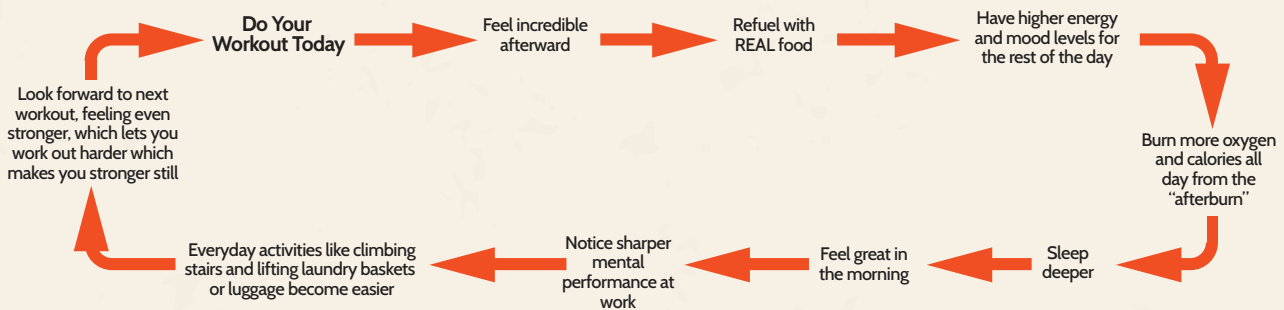 Do Your
Workout Today
Feel incredible
afterward
Refuel with
REAL food
Have higher energy
and mood levels for
the rest of the day
Burn more oxygen
and calories all
day from the
“afterburn”
Sleep
deeper
Feel great in
the morning
Notice sharper
mental
performance at
work
Everyday activities like climbing
stairs and lifting laundry baskets
or luggage become easier
Look forward to next
workout, feeling even
stronger, which lets you
work out harder which
makes you stronger still